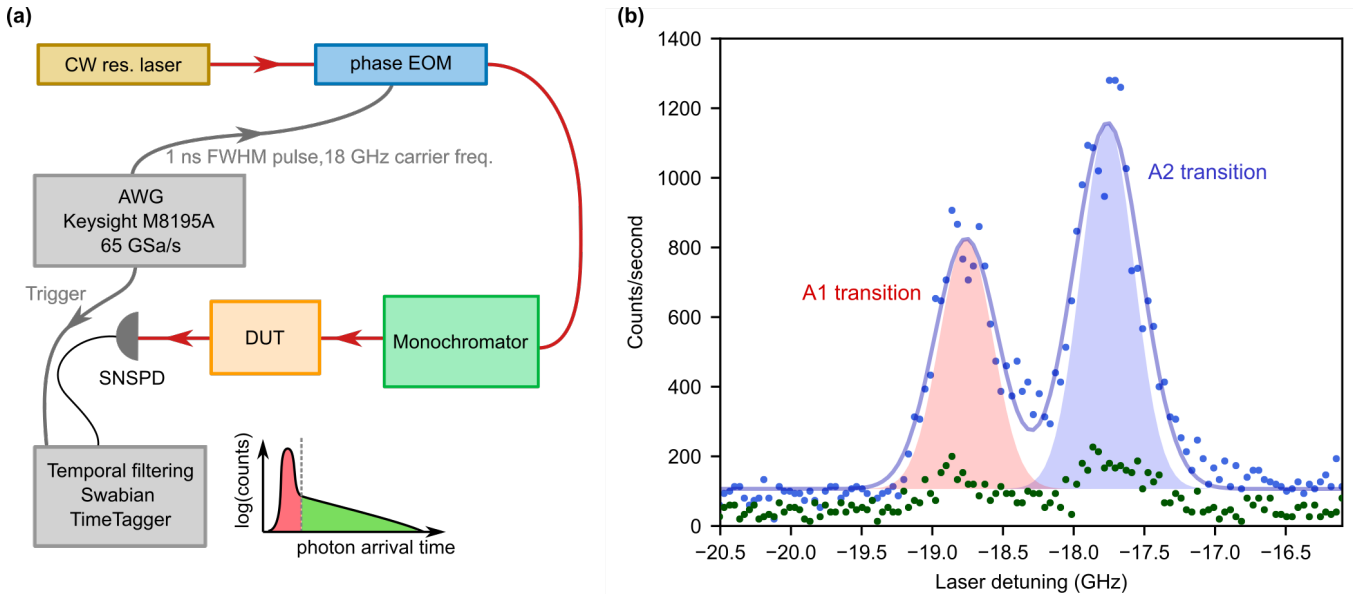 (a)
CW res. laser
phase EOM
1 ns FWHM pulse,18 GHz carrier freq.
AWG
Keysight M8195A
65 GSa/s
Trigger
SNSPD
DUT
Monochromator
Temporal filtering
Swabian
TimeTagger
log(counts)
photon arrival time
(b)
Counts/second
1400
1200
1000
800
600
400
200
0
A1 transition
A2 transition
−20.5 −20.0 −19.5 −19.0 −18.5 −18.0 −17.5 −17.0 −16.5
Laser detuning (GHz)